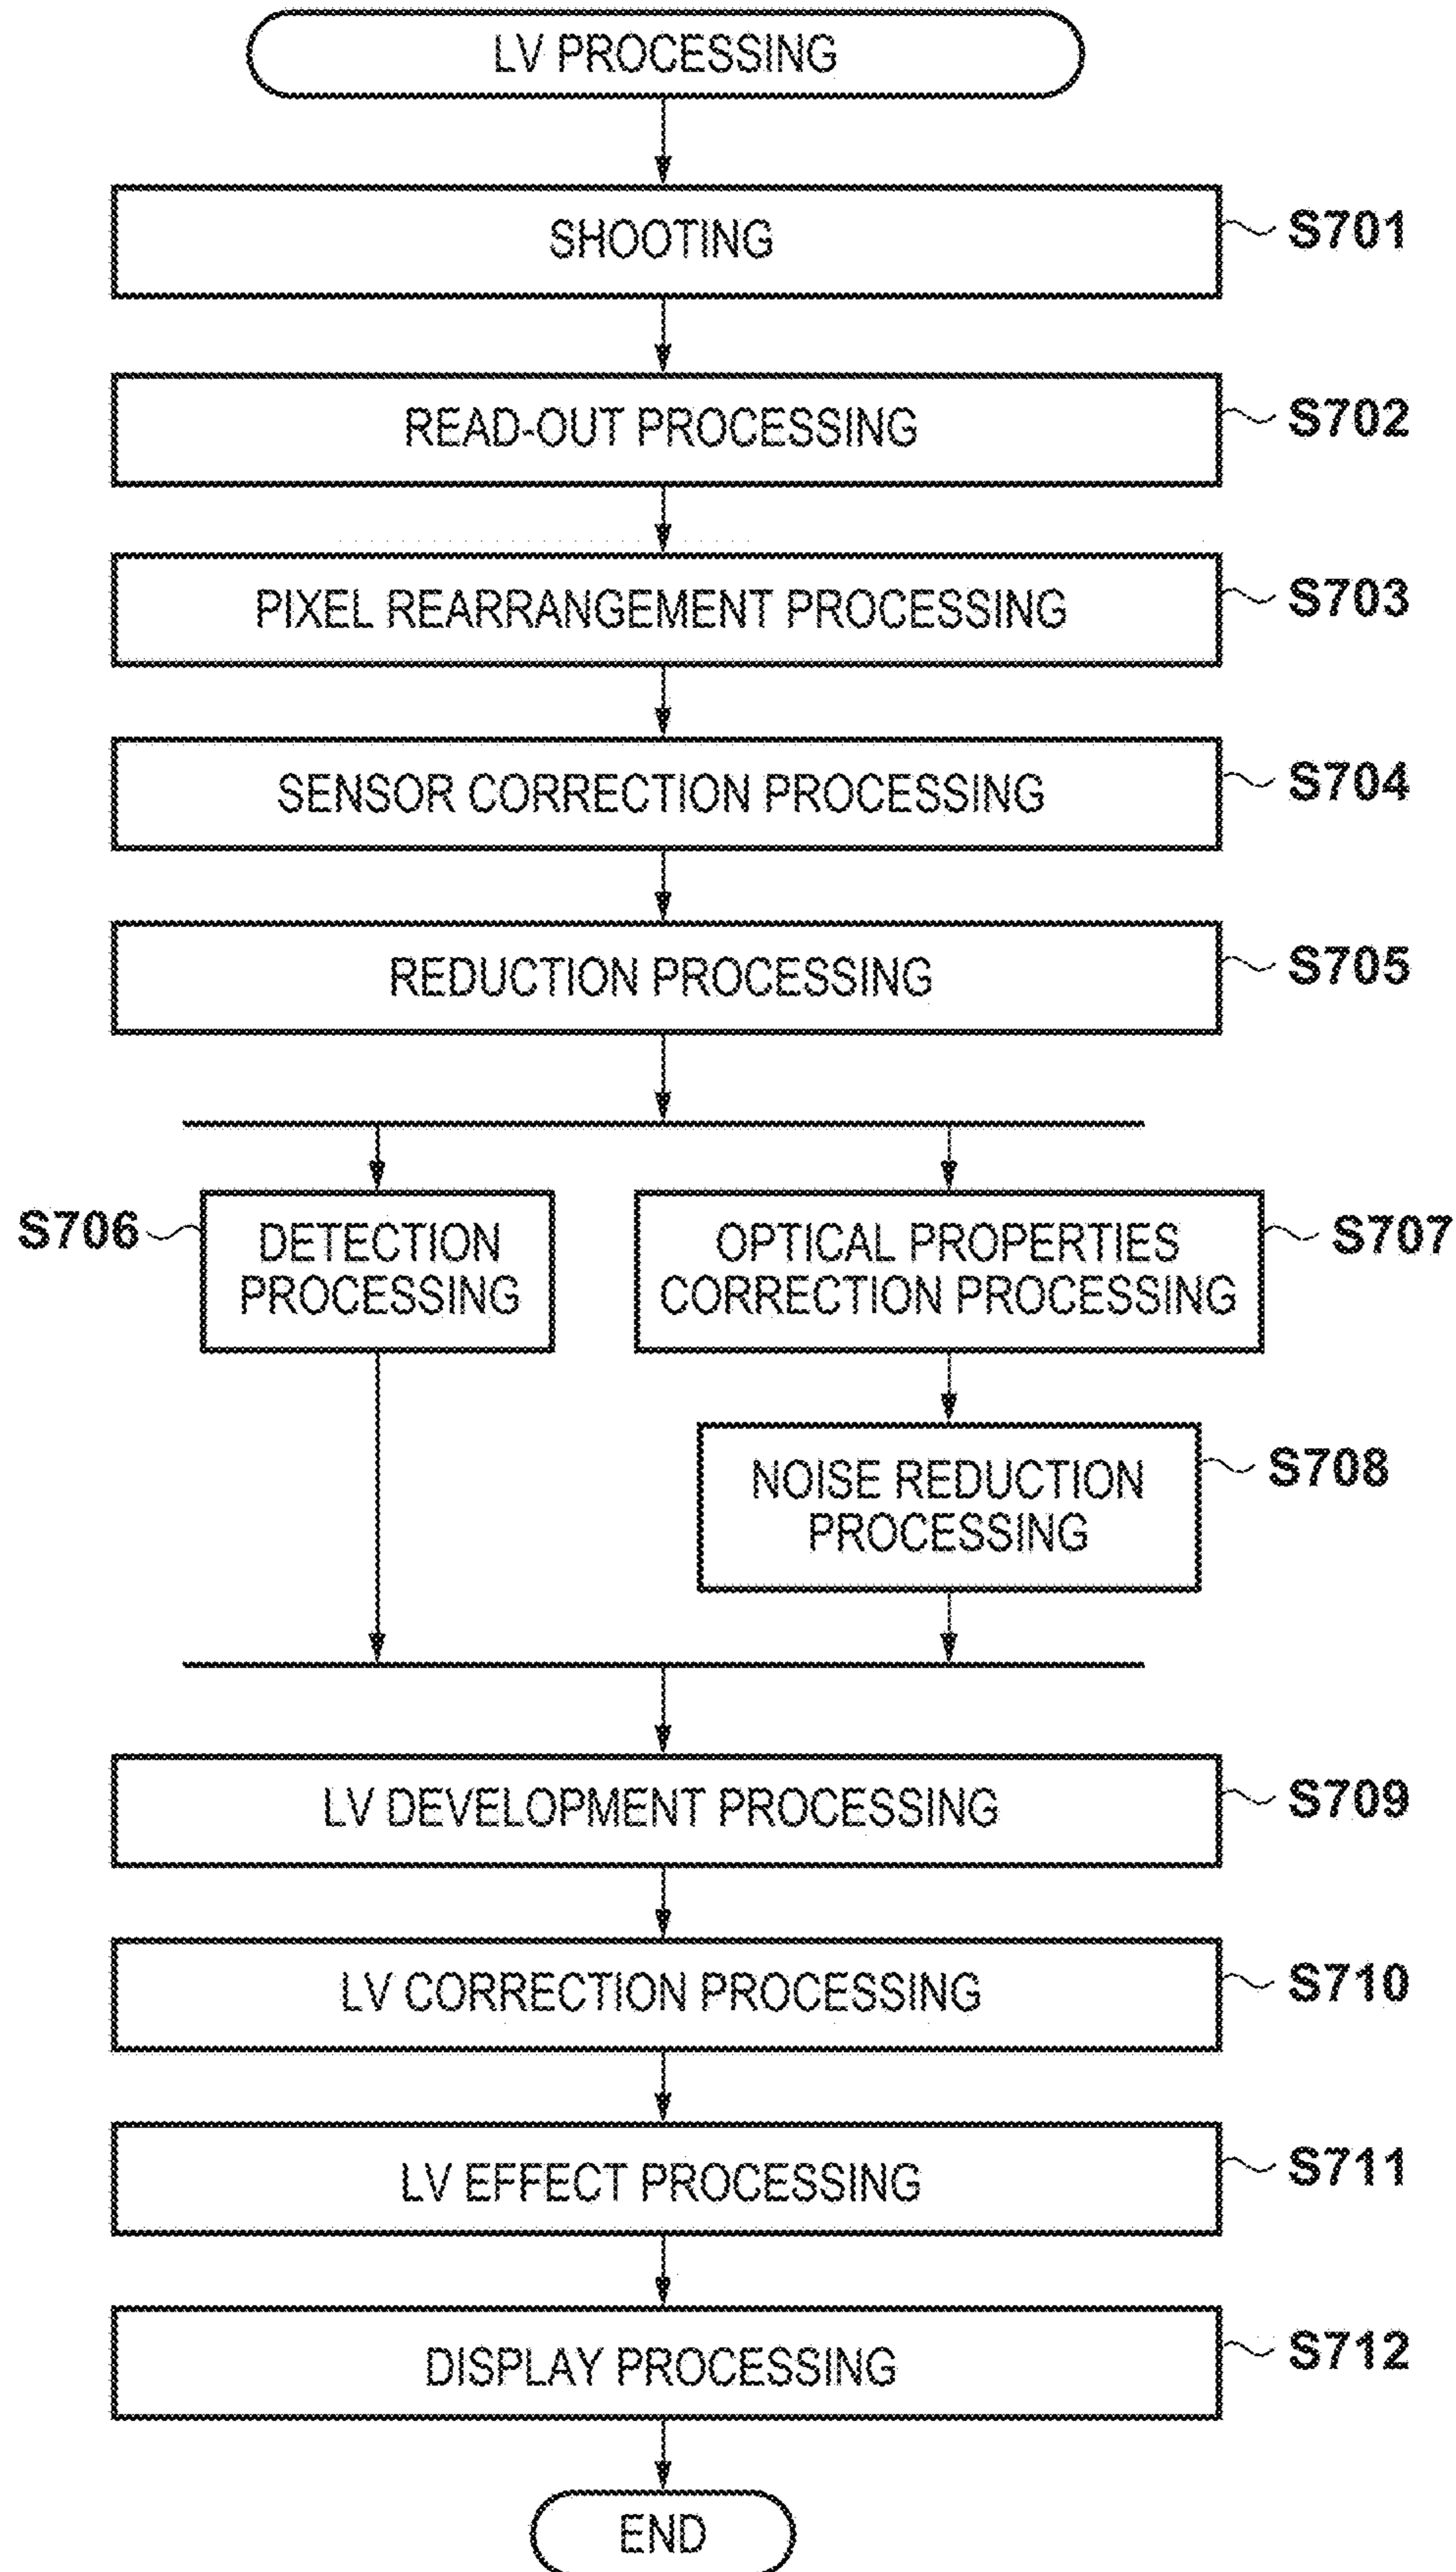 LV PROCESSING
SHOOTING
S701
READ-OUT PROCESSING
S702
PIXEL REARRANGEMENT PROCESSING
S703
SENSOR CORRECTION PROCESSING
S704
REDUCTION PROCESSING
S705
S706
DETECTION
PROCESSING
OPTICAL PROPERTIES
CORRECTION PROCESSING
S707
NOISE REDUCTION
PROCESSING
S708
LV DEVELOPMENT PROCESSING
S709
LV CORRECTION PROCESSING
S710
LV EFFECT PROCESSING
S711
DISPLAY PROCESSING
S712
END